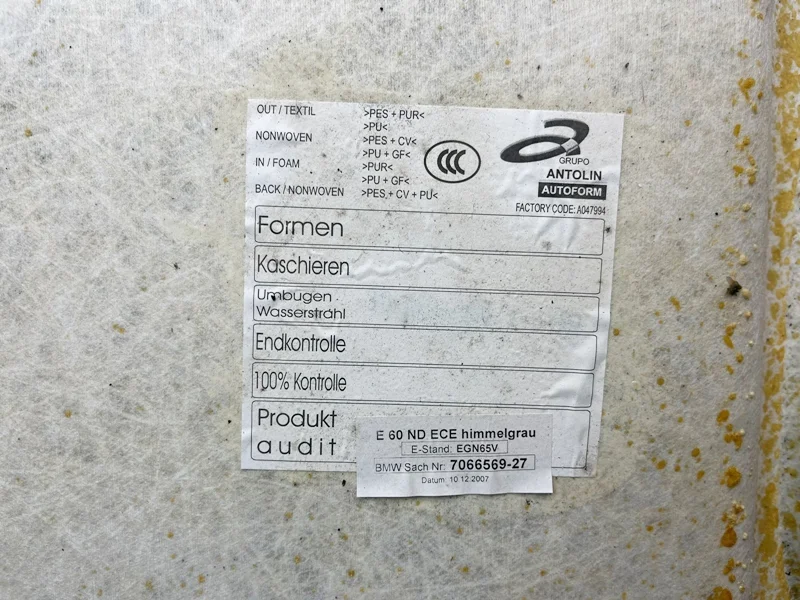 OUT / TEXTIL >PES + PUR<
>PU<
NONWOVEN >PES + CV<
>PU + GF<
IN / FOAM >PUR<
>PU + GF<
BACK / NONWOVEN >PES + CV + PU<
CCC
GRUPO
ANTOLIN
AUTOFORM
FACTORY CODE: A047994
Formen
Kaschieren
Umbugen
Wasserstrahl
Endkontrolle
100% Kontrolle
Produkt
audit
E 60 ND ECE himmelgrau
E-Stand: EGN65V
BMW Sach Nr: 7066569-27
Datum: 10.12.2007